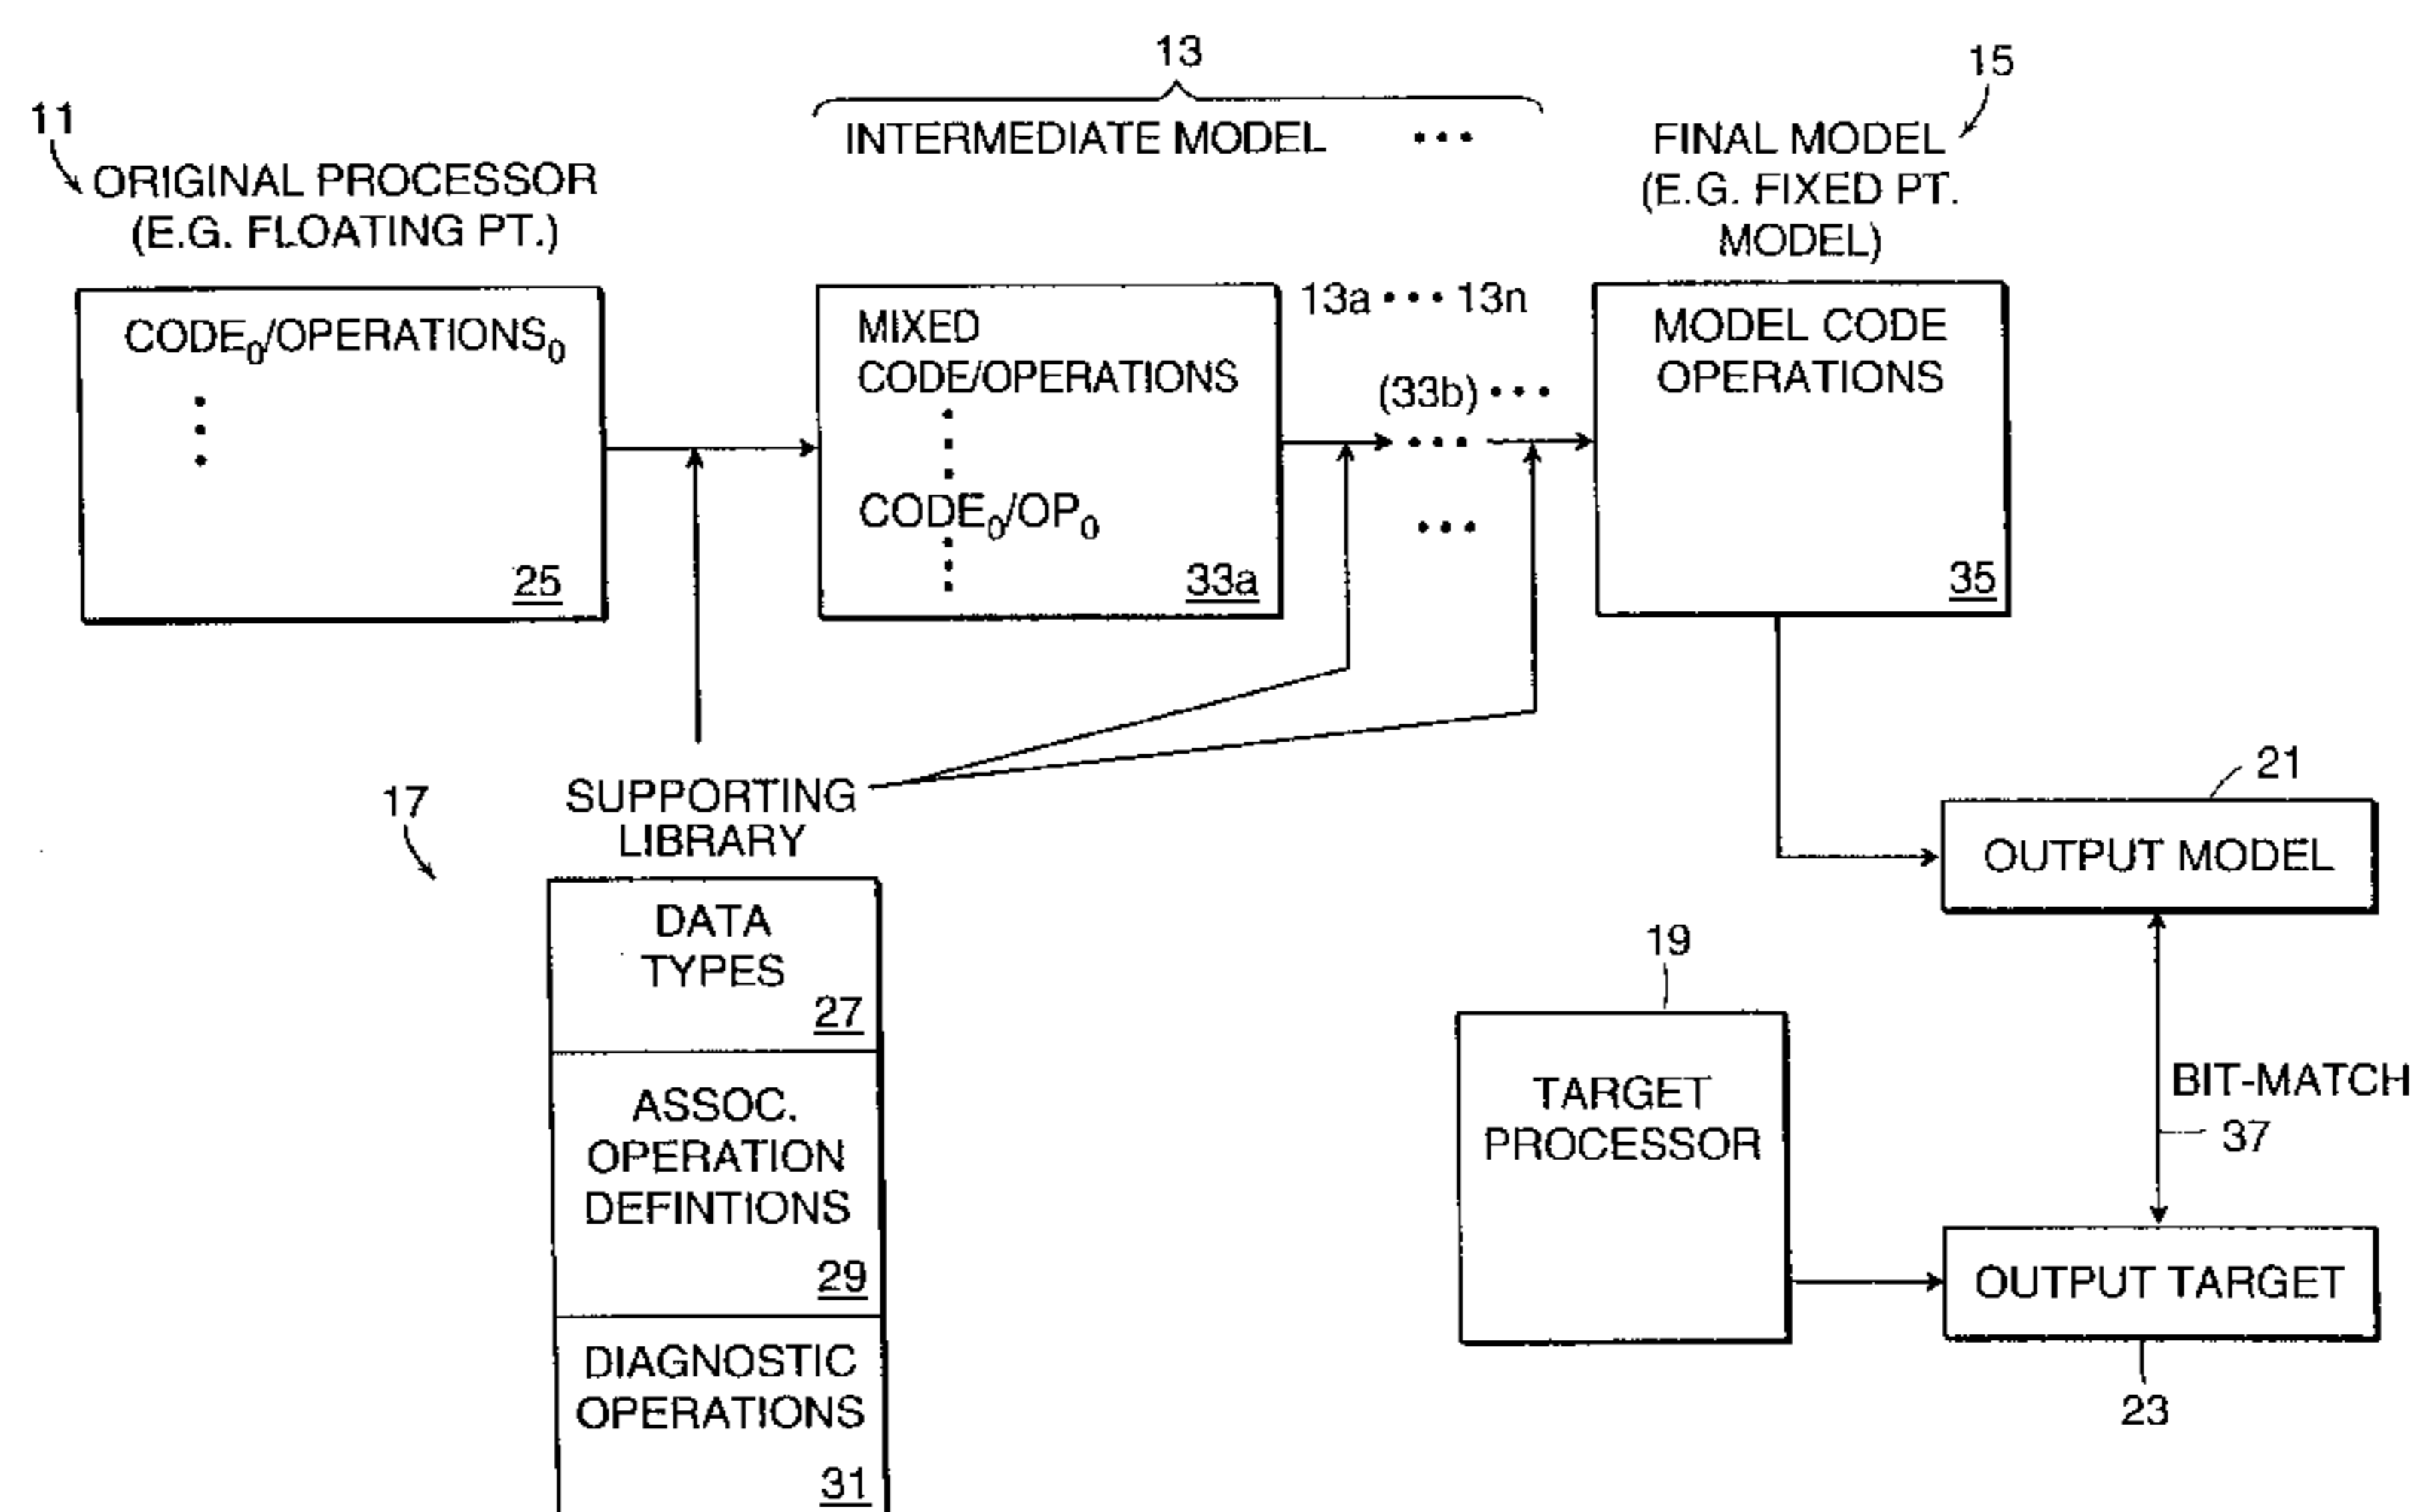 13
15
11
INTERMEDIATE MODEL •••
FINAL MODEL
(E.G. FIXED PT.
MODEL)
ORIGINAL PROCESSOR
(E.G. FLOATING PT.)
CODE₀/OPERATIONS₀
25
MIXED
CODE/OPERATIONS
CODE₀/OP₀
33a
13a ••• 13n
(33b) •••
•••
•••
MODEL CODE
OPERATIONS
35
17
SUPPORTING
LIBRARY
DATA
TYPES
27
ASSOC.
OPERATION
DEFINTIONS
29
DIAGNOSTIC
OPERATIONS
31
21
OUTPUT MODEL
19
TARGET
PROCESSOR
BIT-MATCH
37
OUTPUT TARGET
23